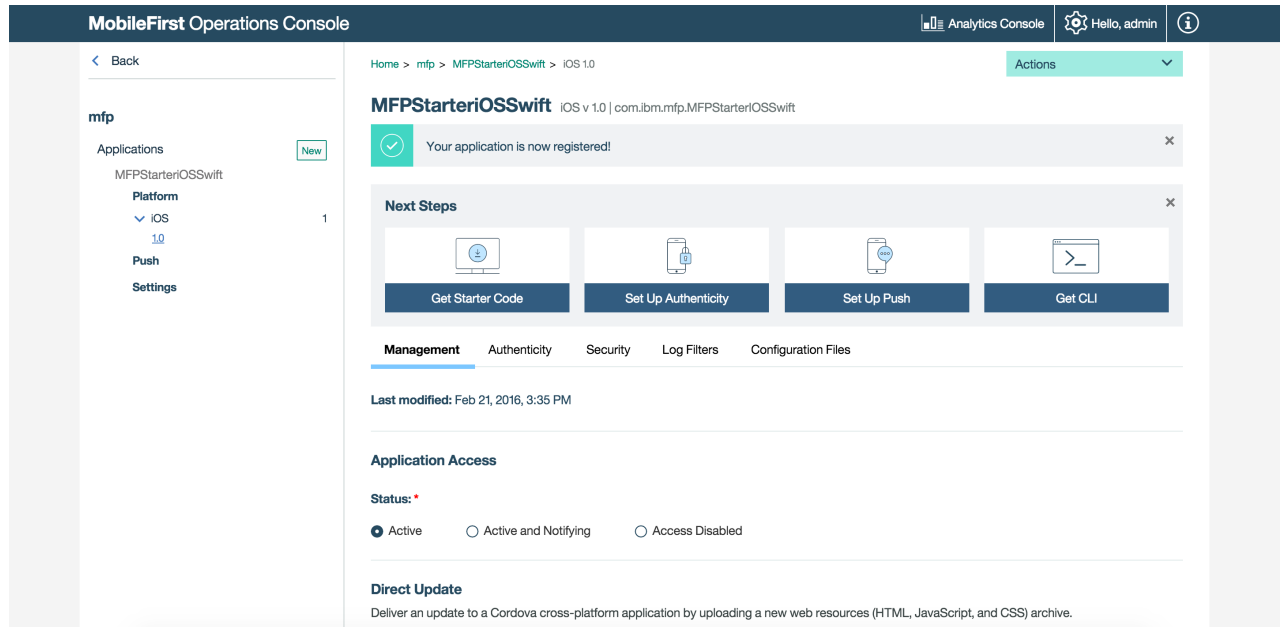 MobileFirst Operations Console
Analytics Console
Hello, admin
Back
mfp
Applications
New
MFPStarteriOSSwift
Platform
iOS 1
1.0
Push
Settings
Home > mfp > MFPStarteriOSSwift > iOS 1.0
Actions
MFPStarteriOSSwift iOS v 1.0 | com.ibm.mfp.MFPStarterIOSSwift
Your application is now registered!
Next Steps
Get Starter Code
Set Up Authenticity
Set Up Push
Get CLI
Management Authenticity Security Log Filters Configuration Files
Last modified: Feb 21, 2016, 3:35 PM
Application Access
Status: *
Active Active and Notifying Access Disabled
Direct Update
Deliver an update to a Cordova cross-platform application by uploading a new web resources (HTML, JavaScript, and CSS) archive.